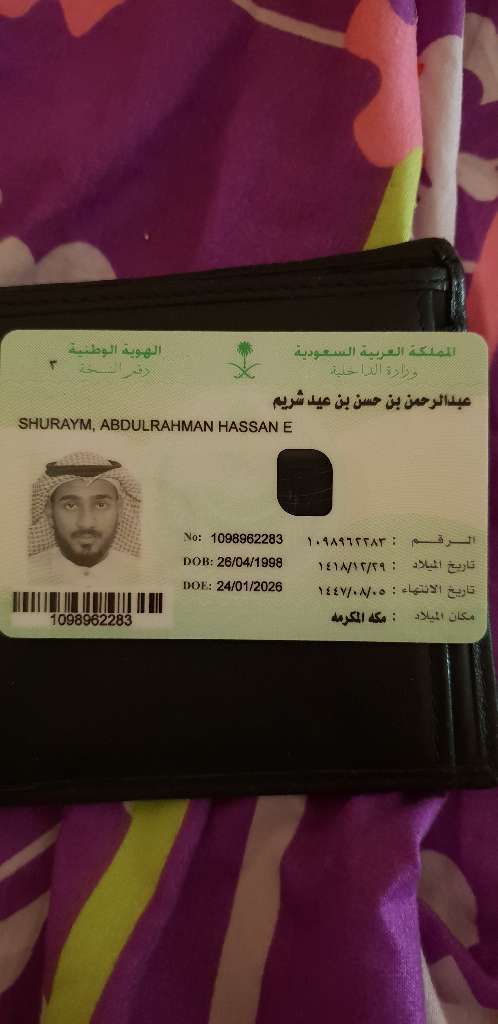 المملكة العربية السعودية
وزارة الداخلية
الهوية الوطنية
رقم النسخة ٣
عبدالرحمن بن حسن بن عيد شريم
SHURAYM, ABDULRAHMAN HASSAN E
No: 1098962283
الرقم : ١٠٩٨٩٦٢٢٨٣
DOB: 26/04/1998
تاريخ الميلاد : ١٤١٨/١٢/٢٩
DOE: 24/01/2026
تاريخ الانتهاء : ١٤٤٧/٠٨/٠٥
مكان الميلاد : مكه المكرمه
1098962283